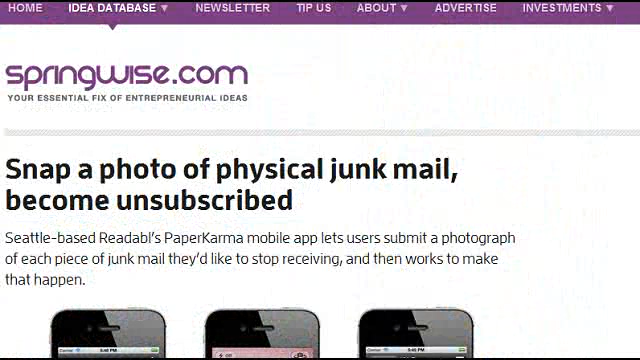 HOME IDEA DATABASE ▼ NEWSLETTER TIP US ABOUT ▼ ADVERTISE INVESTMENTS ▼
springwise.com
YOUR ESSENTIAL FIX OF ENTREPRENEURIAL IDEAS
Snap a photo of physical junk mail,
become unsubscribed
Seattle-based Readabl's PaperKarma mobile app lets users submit a photograph
of each piece of junk mail they'd like to stop receiving, and then works to make
that happen.